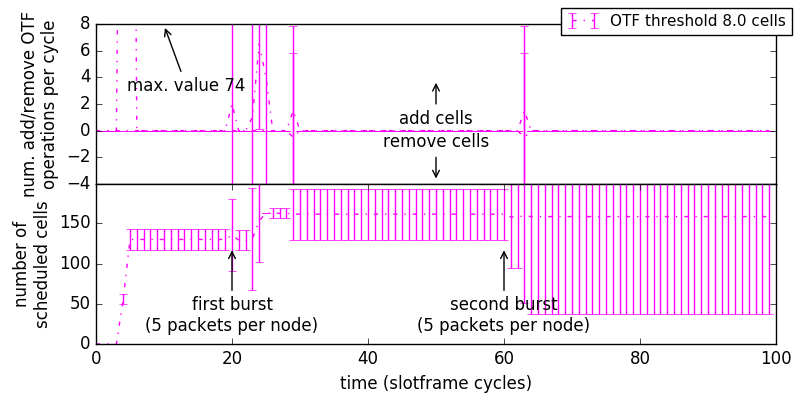 OTF threshold 8.0 cells
num. add/remove OTF
operations per cycle
8
6
4
2
0
−2
−4
max. value 74
add cells
remove cells
number of
scheduled cells
150
100
50
0
first burst
(5 packets per node)
second burst
(5 packets per node)
0 20 40 60 80 100
time (slotframe cycles)